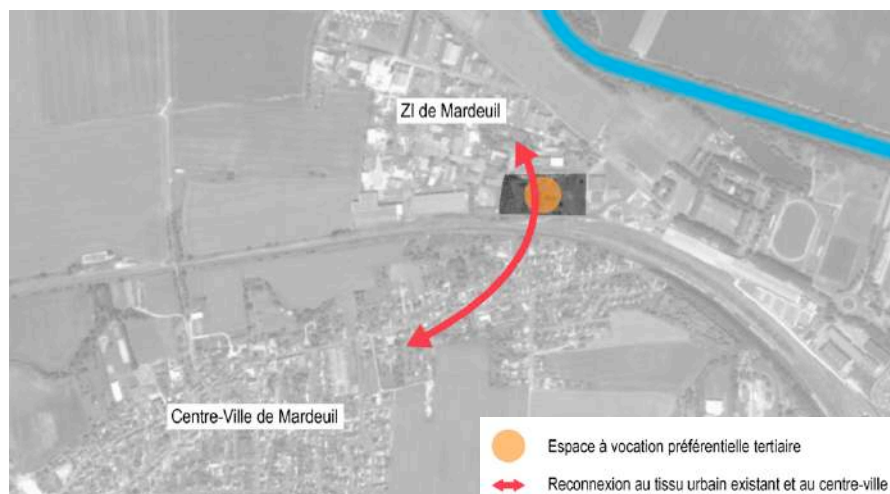 ZI de Mardeuil
Centre-Ville de Mardeuil
Espace à vocation préférentielle tertiaire
Reconnexion au tissu urbain existant et au centre-ville